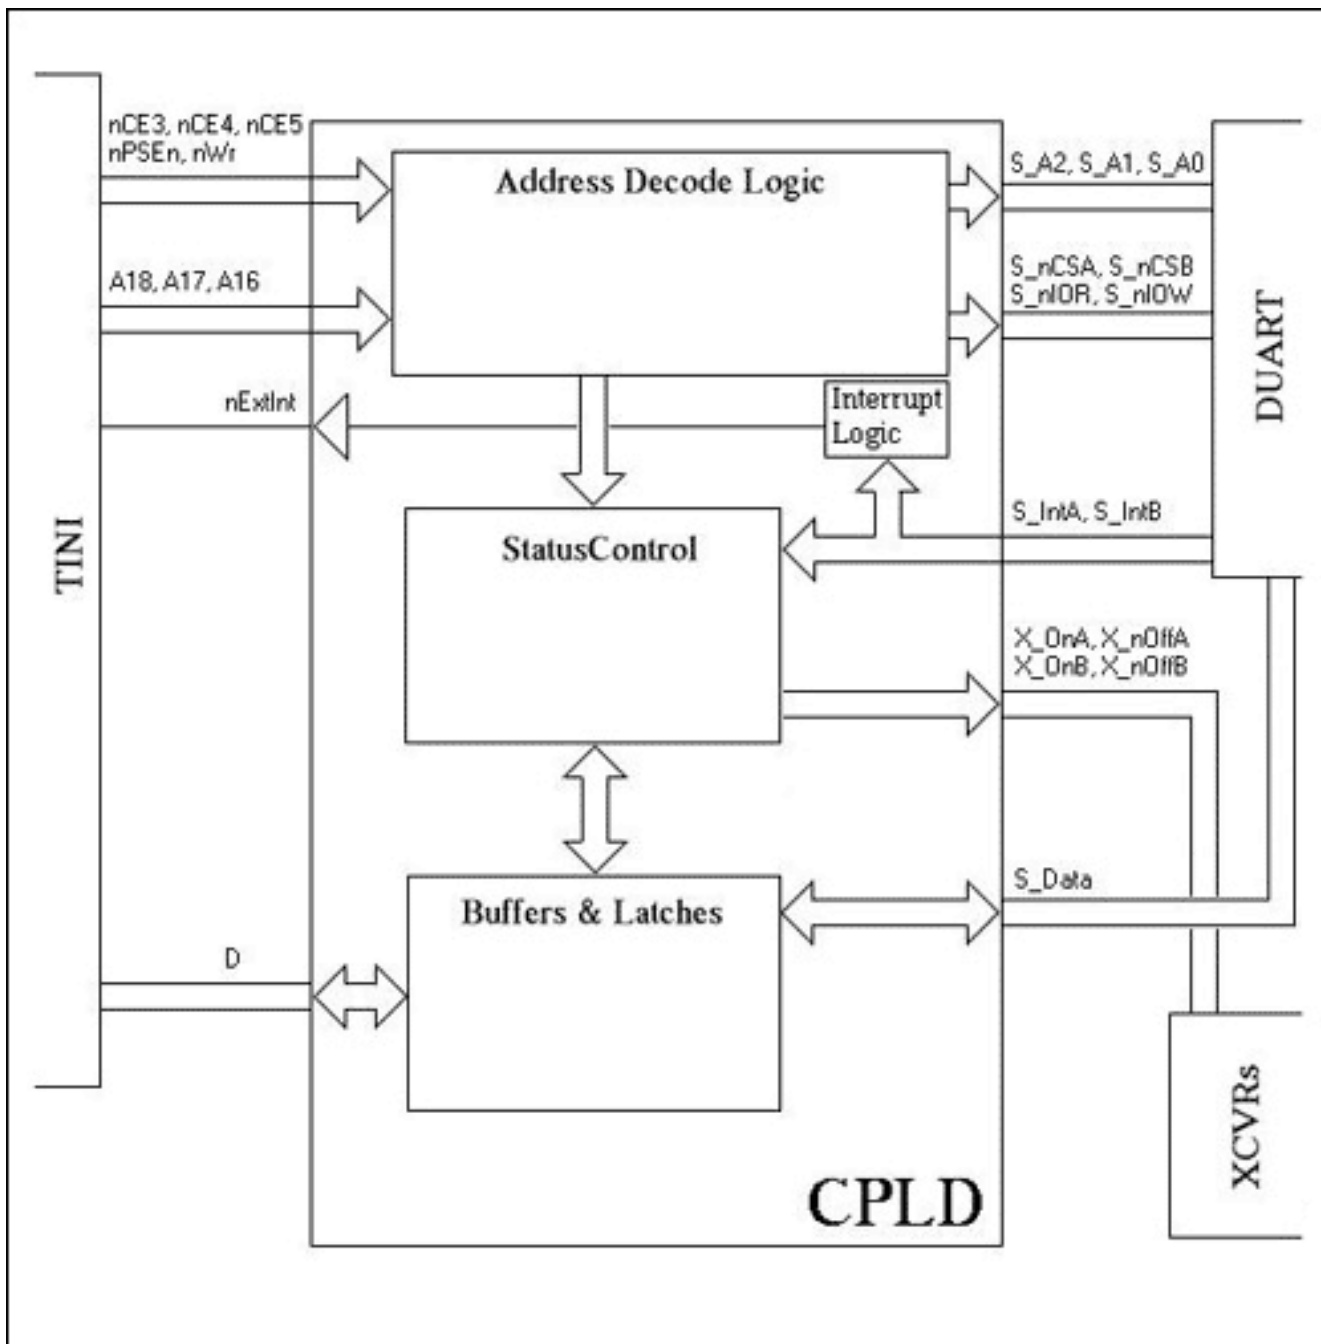 nCE3, nCE4, nCE5
nPSEn, nWr
Address Decode Logic
S_A2, S_A1, S_A0
A18, A17, A16
S_nCSA, S_nCSB
S_nIOR, S_nIOW
DUART
nExtInt
Interrupt
Logic
TINI
StatusControl
S_IntA, S_IntB
X_OnA, X_nOffA
X_OnB, X_nOffB
Buffers & Latches
S_Data
D
XCVRs
CPLD